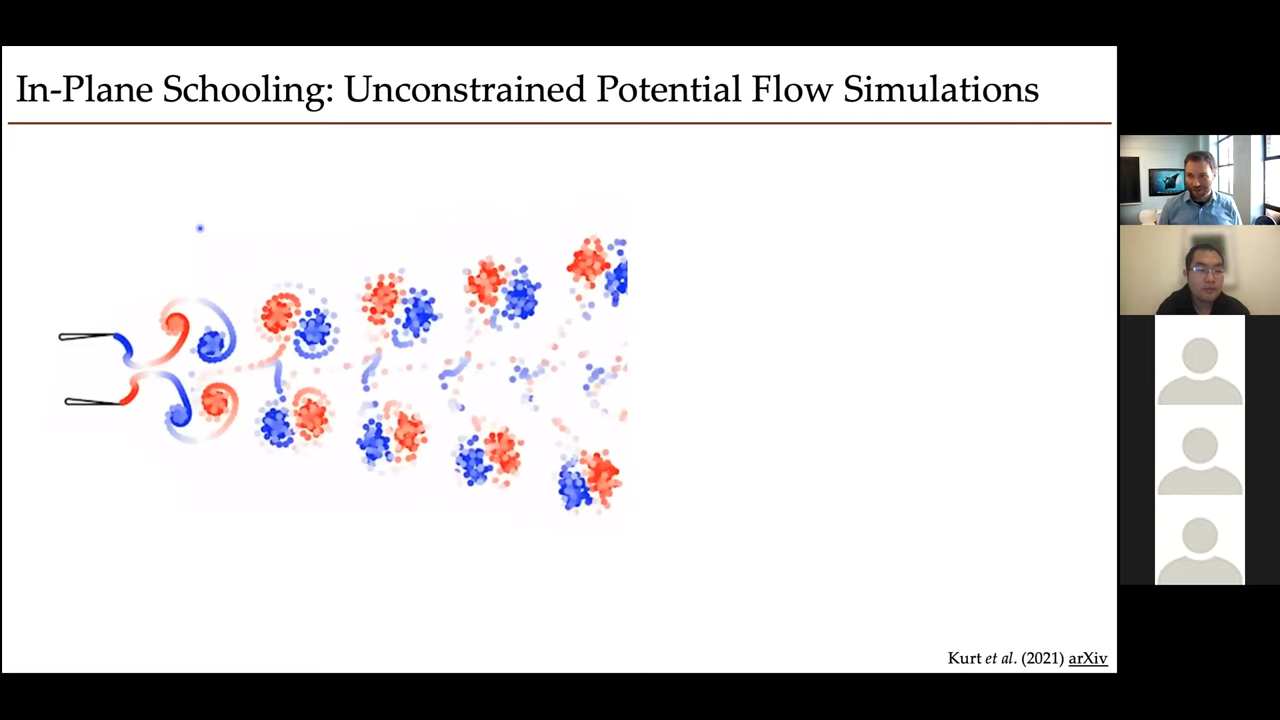 In-Plane Schooling: Unconstrained Potential Flow Simulations
Kurt et al. (2021) arXiv